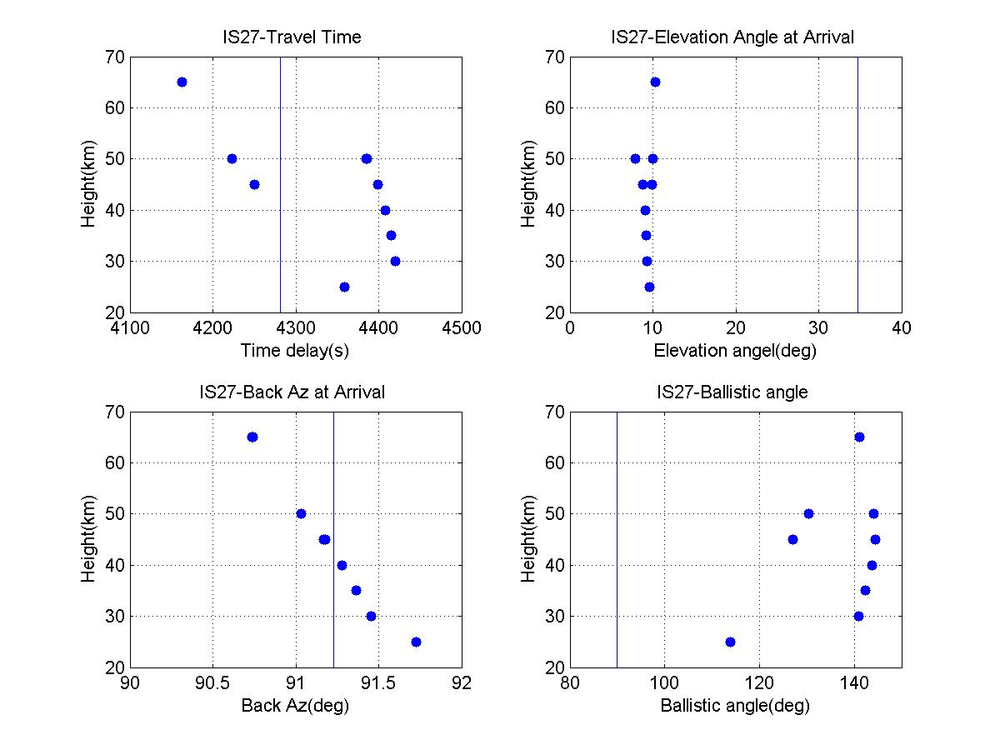 IS27-Travel Time
70
60
50
40
30
20
Height(km)
4100 4200 4300 4400 4500
Time delay(s)
IS27-Elevation Angle at Arrival
70
60
50
40
30
20
Height(km)
0 10 20 30 40
Elevation angel(deg)
IS27-Back Az at Arrival
70
60
50
40
30
20
Height(km)
90 90.5 91 91.5 92
Back Az(deg)
IS27-Ballistic angle
70
60
50
40
30
20
Height(km)
80 100 120 140
Ballistic angle(deg)